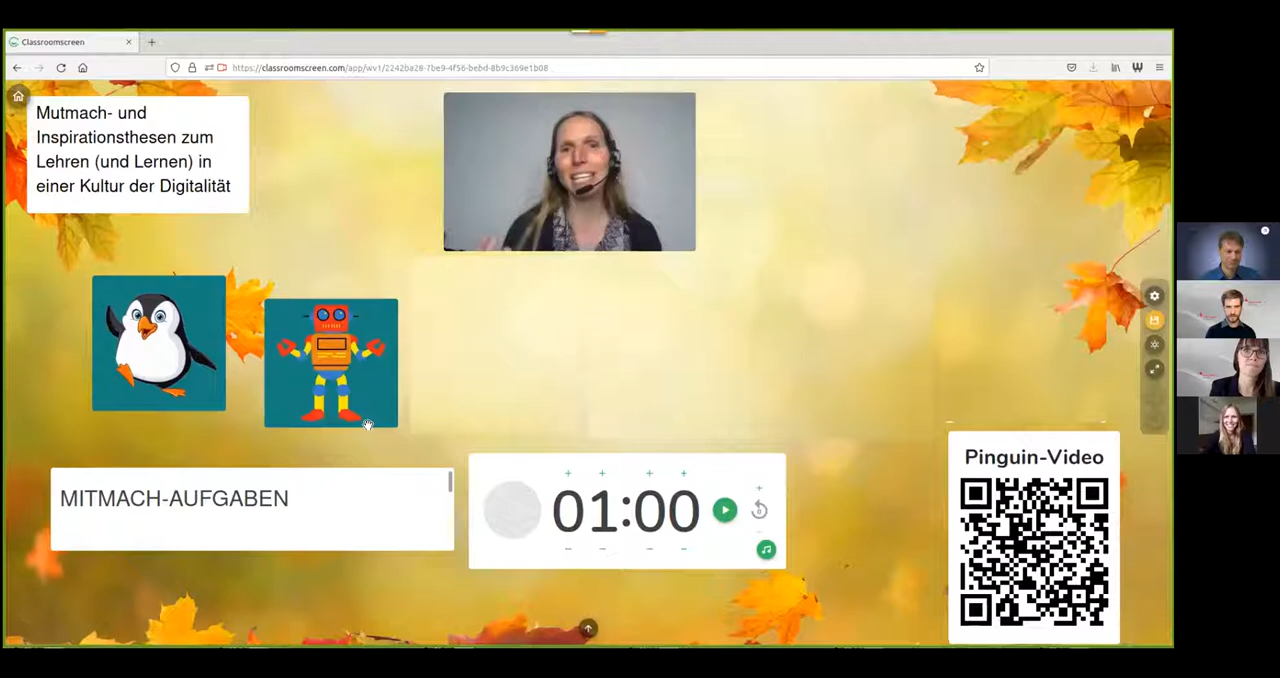 Classroomscreen
https://classroomscreen.com/app/wv1/2242ba28-7be9-4f56-bebd-8b9c369e1b08
Mutmach- und
Inspirationsthesen zum
Lehren (und Lernen) in
einer Kultur der Digitalität
MITMACH-AUFGABEN
01:00
Pinguin-Video